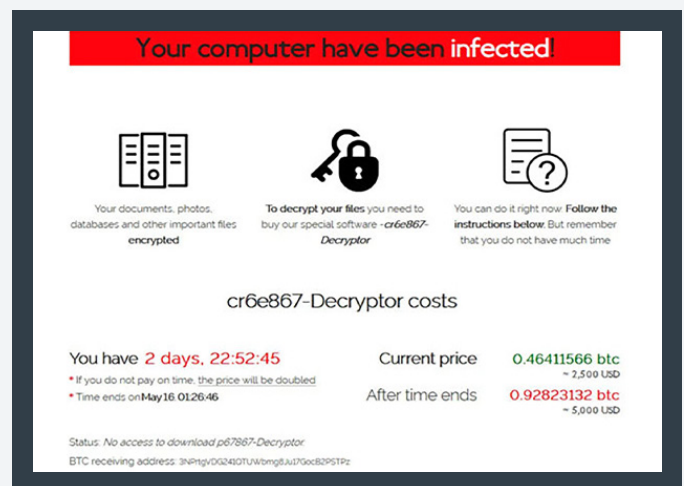 Your computer have been infected!
Your documents, photos,
databases and other important files
encrypted
To decrypt your files you need to
buy our special software - cr6e867-
Decryptor
You can do it right now. Follow the
instructions below. But remember
that you do not have much time
cr6e867-Decryptor costs
You have 2 days, 22:52:45
* If you do not pay on time, the price will be doubled
* Time ends on May 16, 01:26:46
Current price 0.46411566 btc
≈ 2,500 USD
After time ends 0.92823132 btc
≈ 5,000 USD
Status: No access to download p67867-Decryptor.
BTC receiving address: